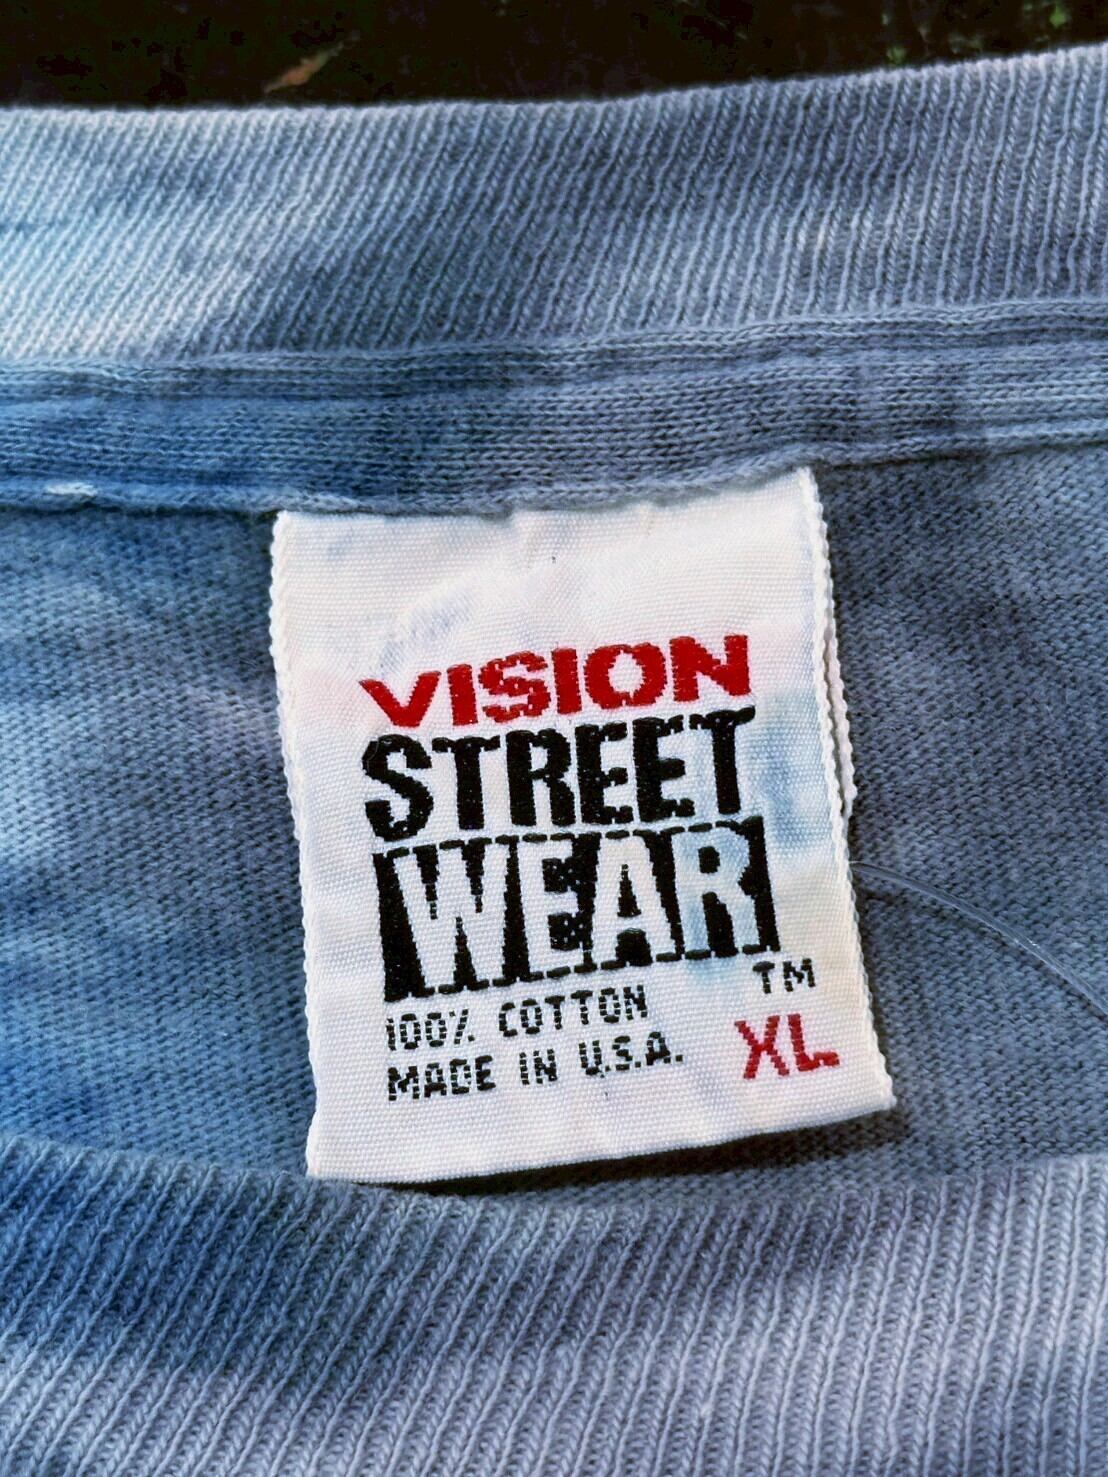 VISION
STREET
WEAR
TM
100% COTTON
MADE IN U.S.A.
XL